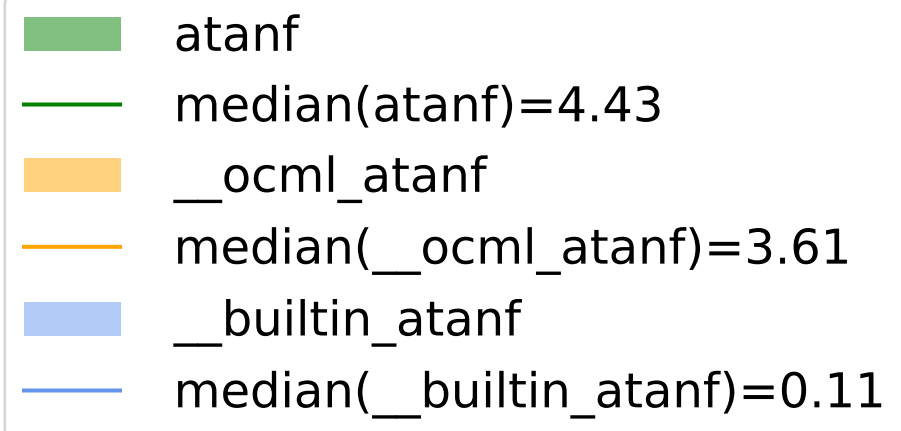 atanf
median(atanf)=4.43
__ocml_atanf
median(__ocml_atanf)=3.61
__builtin_atanf
median(__builtin_atanf)=0.11